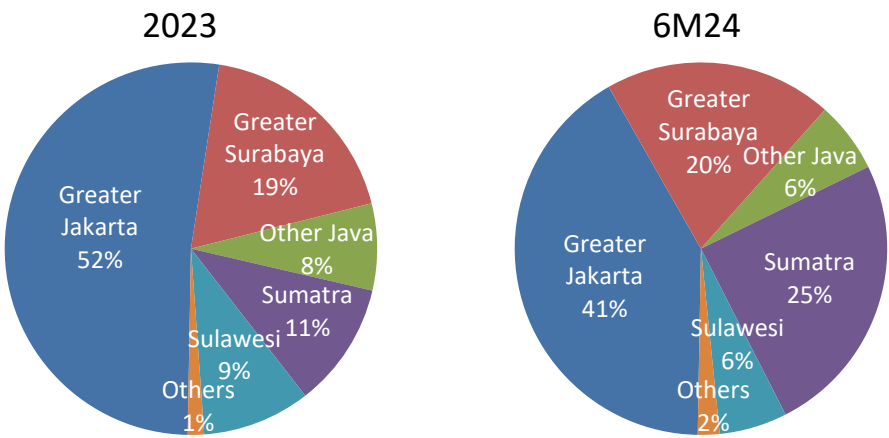 2023
Greater
Surabaya
19%
Greater
Jakarta
52%
Other Java
8%
Sumatra
11%
Sulawesi
9%
Others
1%
6M24
Greater
Surabaya
20%
Other Java
6%
Greater
Jakarta
41%
Sumatra
25%
Sulawesi
6%
Others
2%